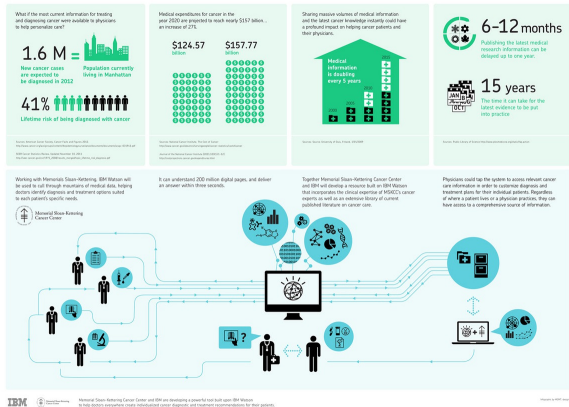 What if the most current information for treating
and diagnosing cancer were available to physicians
to help personalize care?
1.6 M =
New cancer cases
are expected to
be diagnosed in 2012
Population currently
living in Manhattan
41%
Lifetime risk of being diagnosed with cancer
Medical expenditures for cancer in the
year 2020 are projected to reach nearly $157 billion...
an increase of 27%.
$124.57
billion
$157.77
billion
Sharing massive volumes of medical information
and the latest cancer knowledge instantly could have
a profound impact on helping cancer patients and
their physicians.
Medical
information
is doubling
every 5 years
6-12 months
Publishing the latest medical
research information can be
delayed up to one year.
JAN
OCT
15 years
The time it can take for the
latest evidence to be put
into practice
Working with Memorial Sloan-Kettering, IBM Watson will
be used to cull through mountains of medical data, helping
doctors identify diagnosis and treatment options suited
to each patient's specific needs.
Memorial Sloan-Kettering
Cancer Center
It can understand 200 million digital pages, and deliver
an answer within three seconds.
Together Memorial Sloan-Kettering Cancer Center
and IBM will develop a resource built on IBM Watson
that incorporates the clinical expertise of MSKCC's cancer
experts as well as an extensive library of current
published literature on cancer care.
Physicians could tap the system to access relevant cancer
care information in order to customize diagnosis and
treatment plans for their individual patients. Regardless
of where a patient lives or a physician practices, they can
have access to a comprehensive source of information.
?
IBM
Memorial Sloan-Kettering
Cancer Center
Memorial Sloan-Kettering Cancer Center and IBM are developing a powerful tool built upon IBM Watson
to help doctors everywhere create individualized cancer diagnostic and treatment recommendations for their patients.